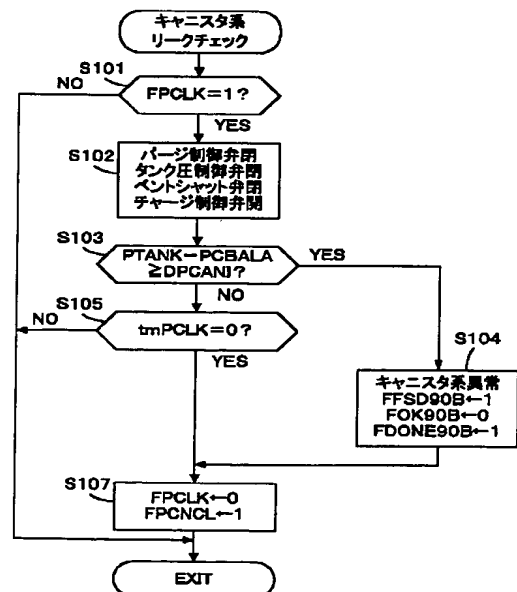 キャニスタ系
リークチェック
S101
NO
FPCLK=1?
YES
S102
パージ制御弁閉
タンク圧制御弁閉
ベントシャット弁閉
チャージ制御弁開
S103
PTANK-PCBALA
≧DPCANI?
YES
NO
S105
NO
tmPCLK=0?
YES
S104
キャニスタ系異常
FFSD90B←1
FOK90B←0
FDONE90B←1
S107
FPCLK←0
FPCNCL←1
EXIT